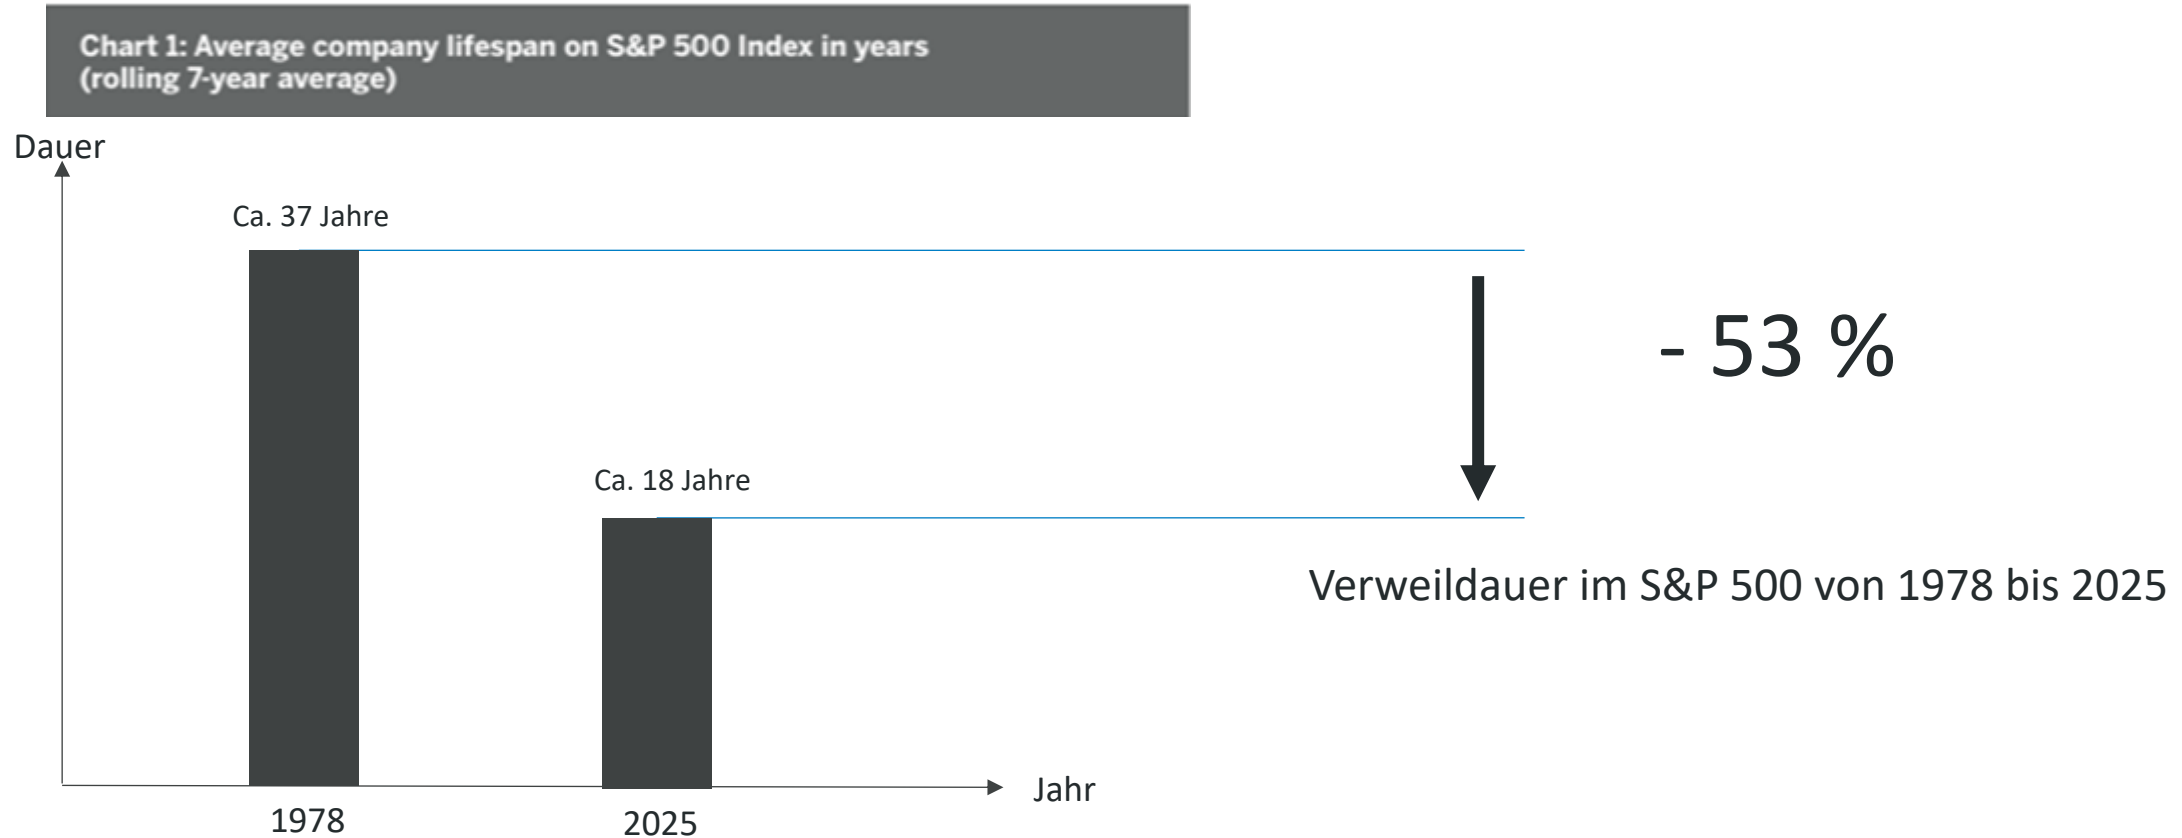 Chart 1: Average company lifespan on S&P 500 Index in years
(rolling 7-year average)
Dauer
Ca. 37 Jahre
- 53 %
Ca. 18 Jahre
Verweildauer im S&P 500 von 1978 bis 2025
Jahr
1978
2025